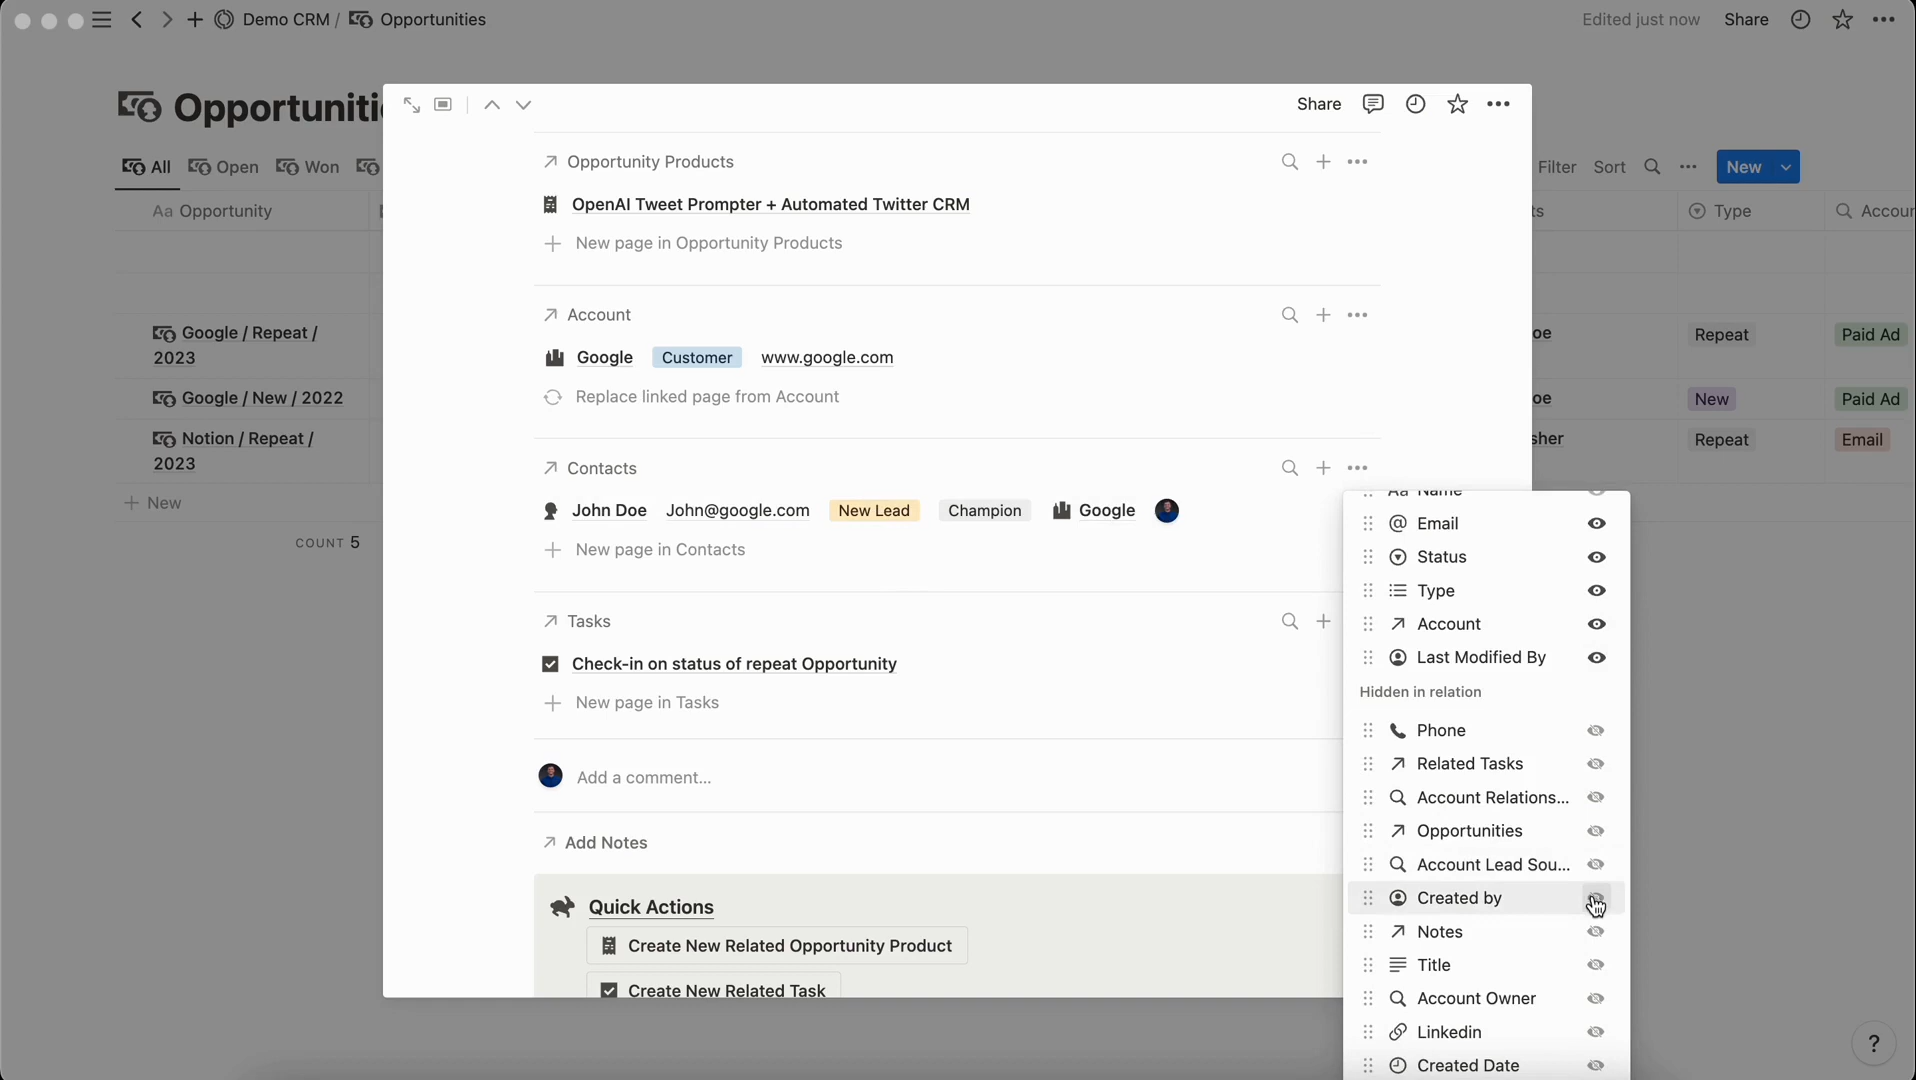 Demo CRM / Opportunities
Edited just now
Share
Opportuniti
All
Open
Won
Filter
Sort
New
Aa Opportunity
ts
Type
Accour
Google / Repeat /
2023
oe
Repeat
Paid Ad
Google / New / 2022
oe
New
Paid Ad
Notion / Repeat /
2023
sher
Repeat
Email
+ New
COUNT 5
Share
Opportunity Products
OpenAI Tweet Prompter + Automated Twitter CRM
New page in Opportunity Products
Account
Google
Customer
www.google.com
Replace linked page from Account
Contacts
John Doe
John@google.com
New Lead
Champion
Google
New page in Contacts
Tasks
Check-in on status of repeat Opportunity
New page in Tasks
Add a comment...
Add Notes
Quick Actions
Create New Related Opportunity Product
Create New Related Task
Aa Name
Email
Status
Type
Account
Last Modified By
Hidden in relation
Phone
Related Tasks
Account Relations...
Opportunities
Account Lead Sou...
Created by
Notes
Title
Account Owner
Linkedin
Created Date
?